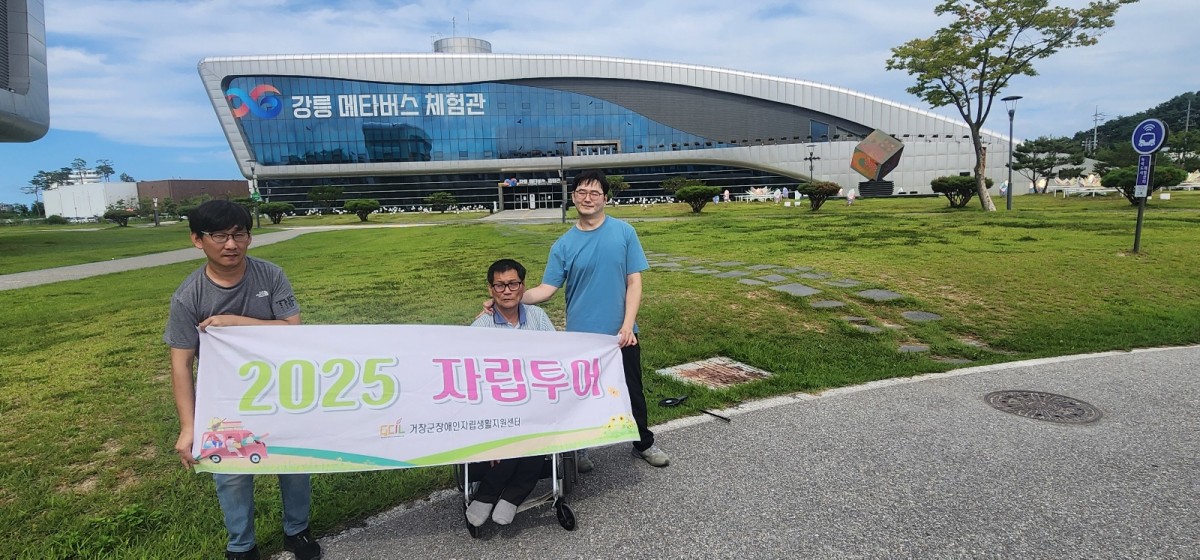 강릉 메타버스 체험관
2025 자립투어
gcil 거창군장애인자립생활지원센터